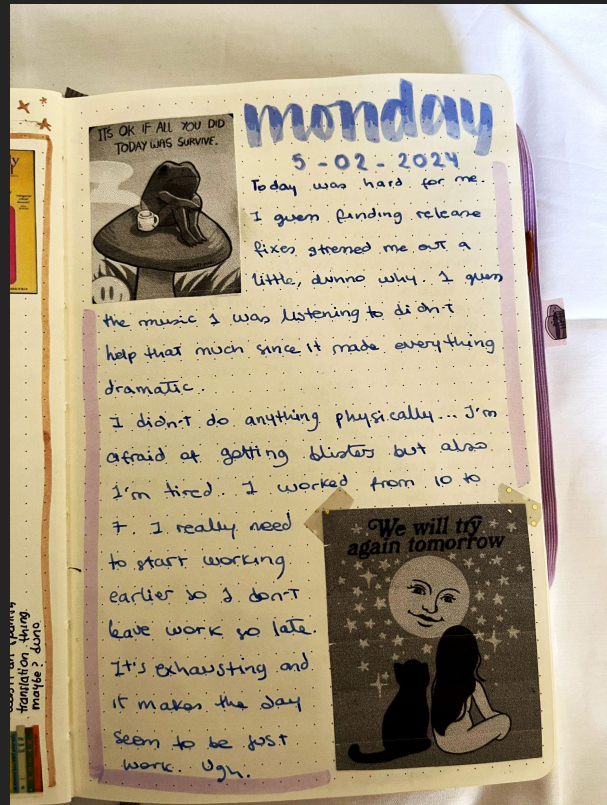 IT'S OK IF ALL YOU DID
TODAY WAS SURVIVE.
monday
5-02-2024
Today was hard for me.
I guess finding release
fixes stressed me out a
little, dunno why. I guess
the music I was listening to didn't
help that much since it made everything
dramatic.
I didn't do anything physically... I'm
afraid of getting blister but also
I'm tired. I worked from 10 to
7. I really need
to start working
earlier so I don't
leave work so late.
It's exhausting and
it makes the day
seem to be just
work. Ugh.
We will try
again tomorrow
translation thing.
maybe? duno